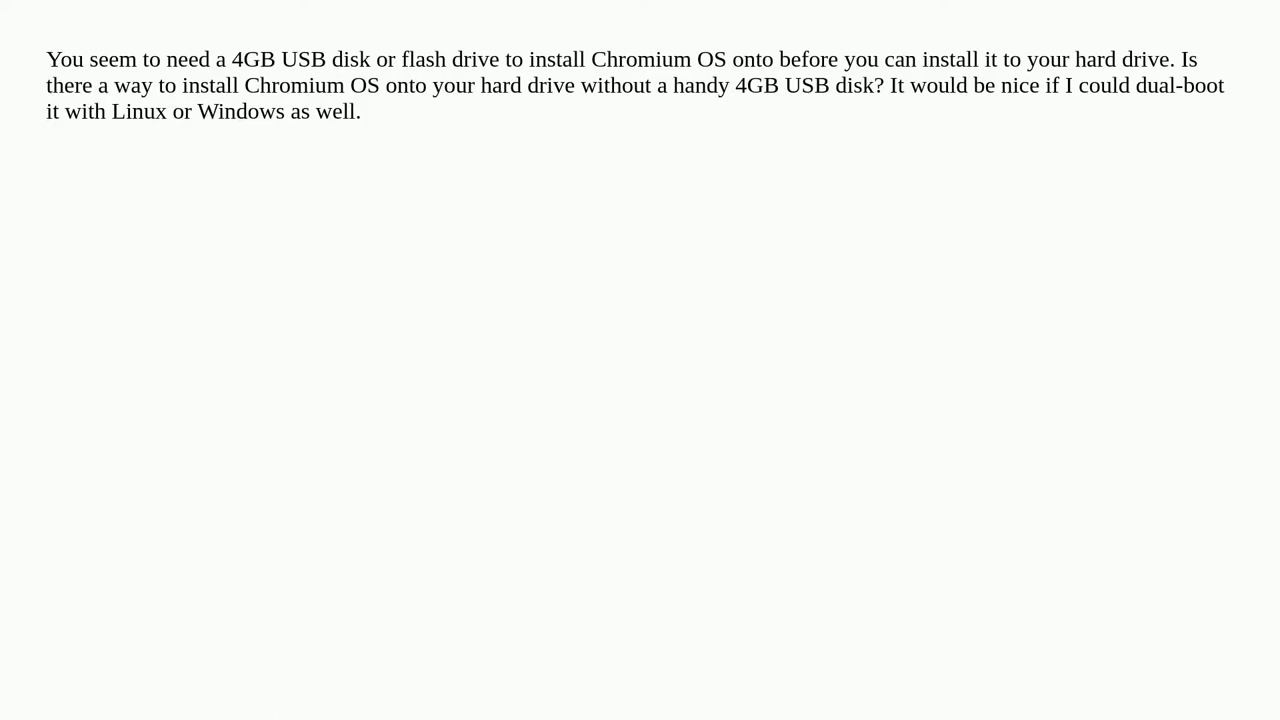 You seem to need a 4GB USB disk or flash drive to install Chromium OS onto before you can install it to your hard drive. Is
there a way to install Chromium OS onto your hard drive without a handy 4GB USB disk? It would be nice if I could dual-boot
it with Linux or Windows as well.